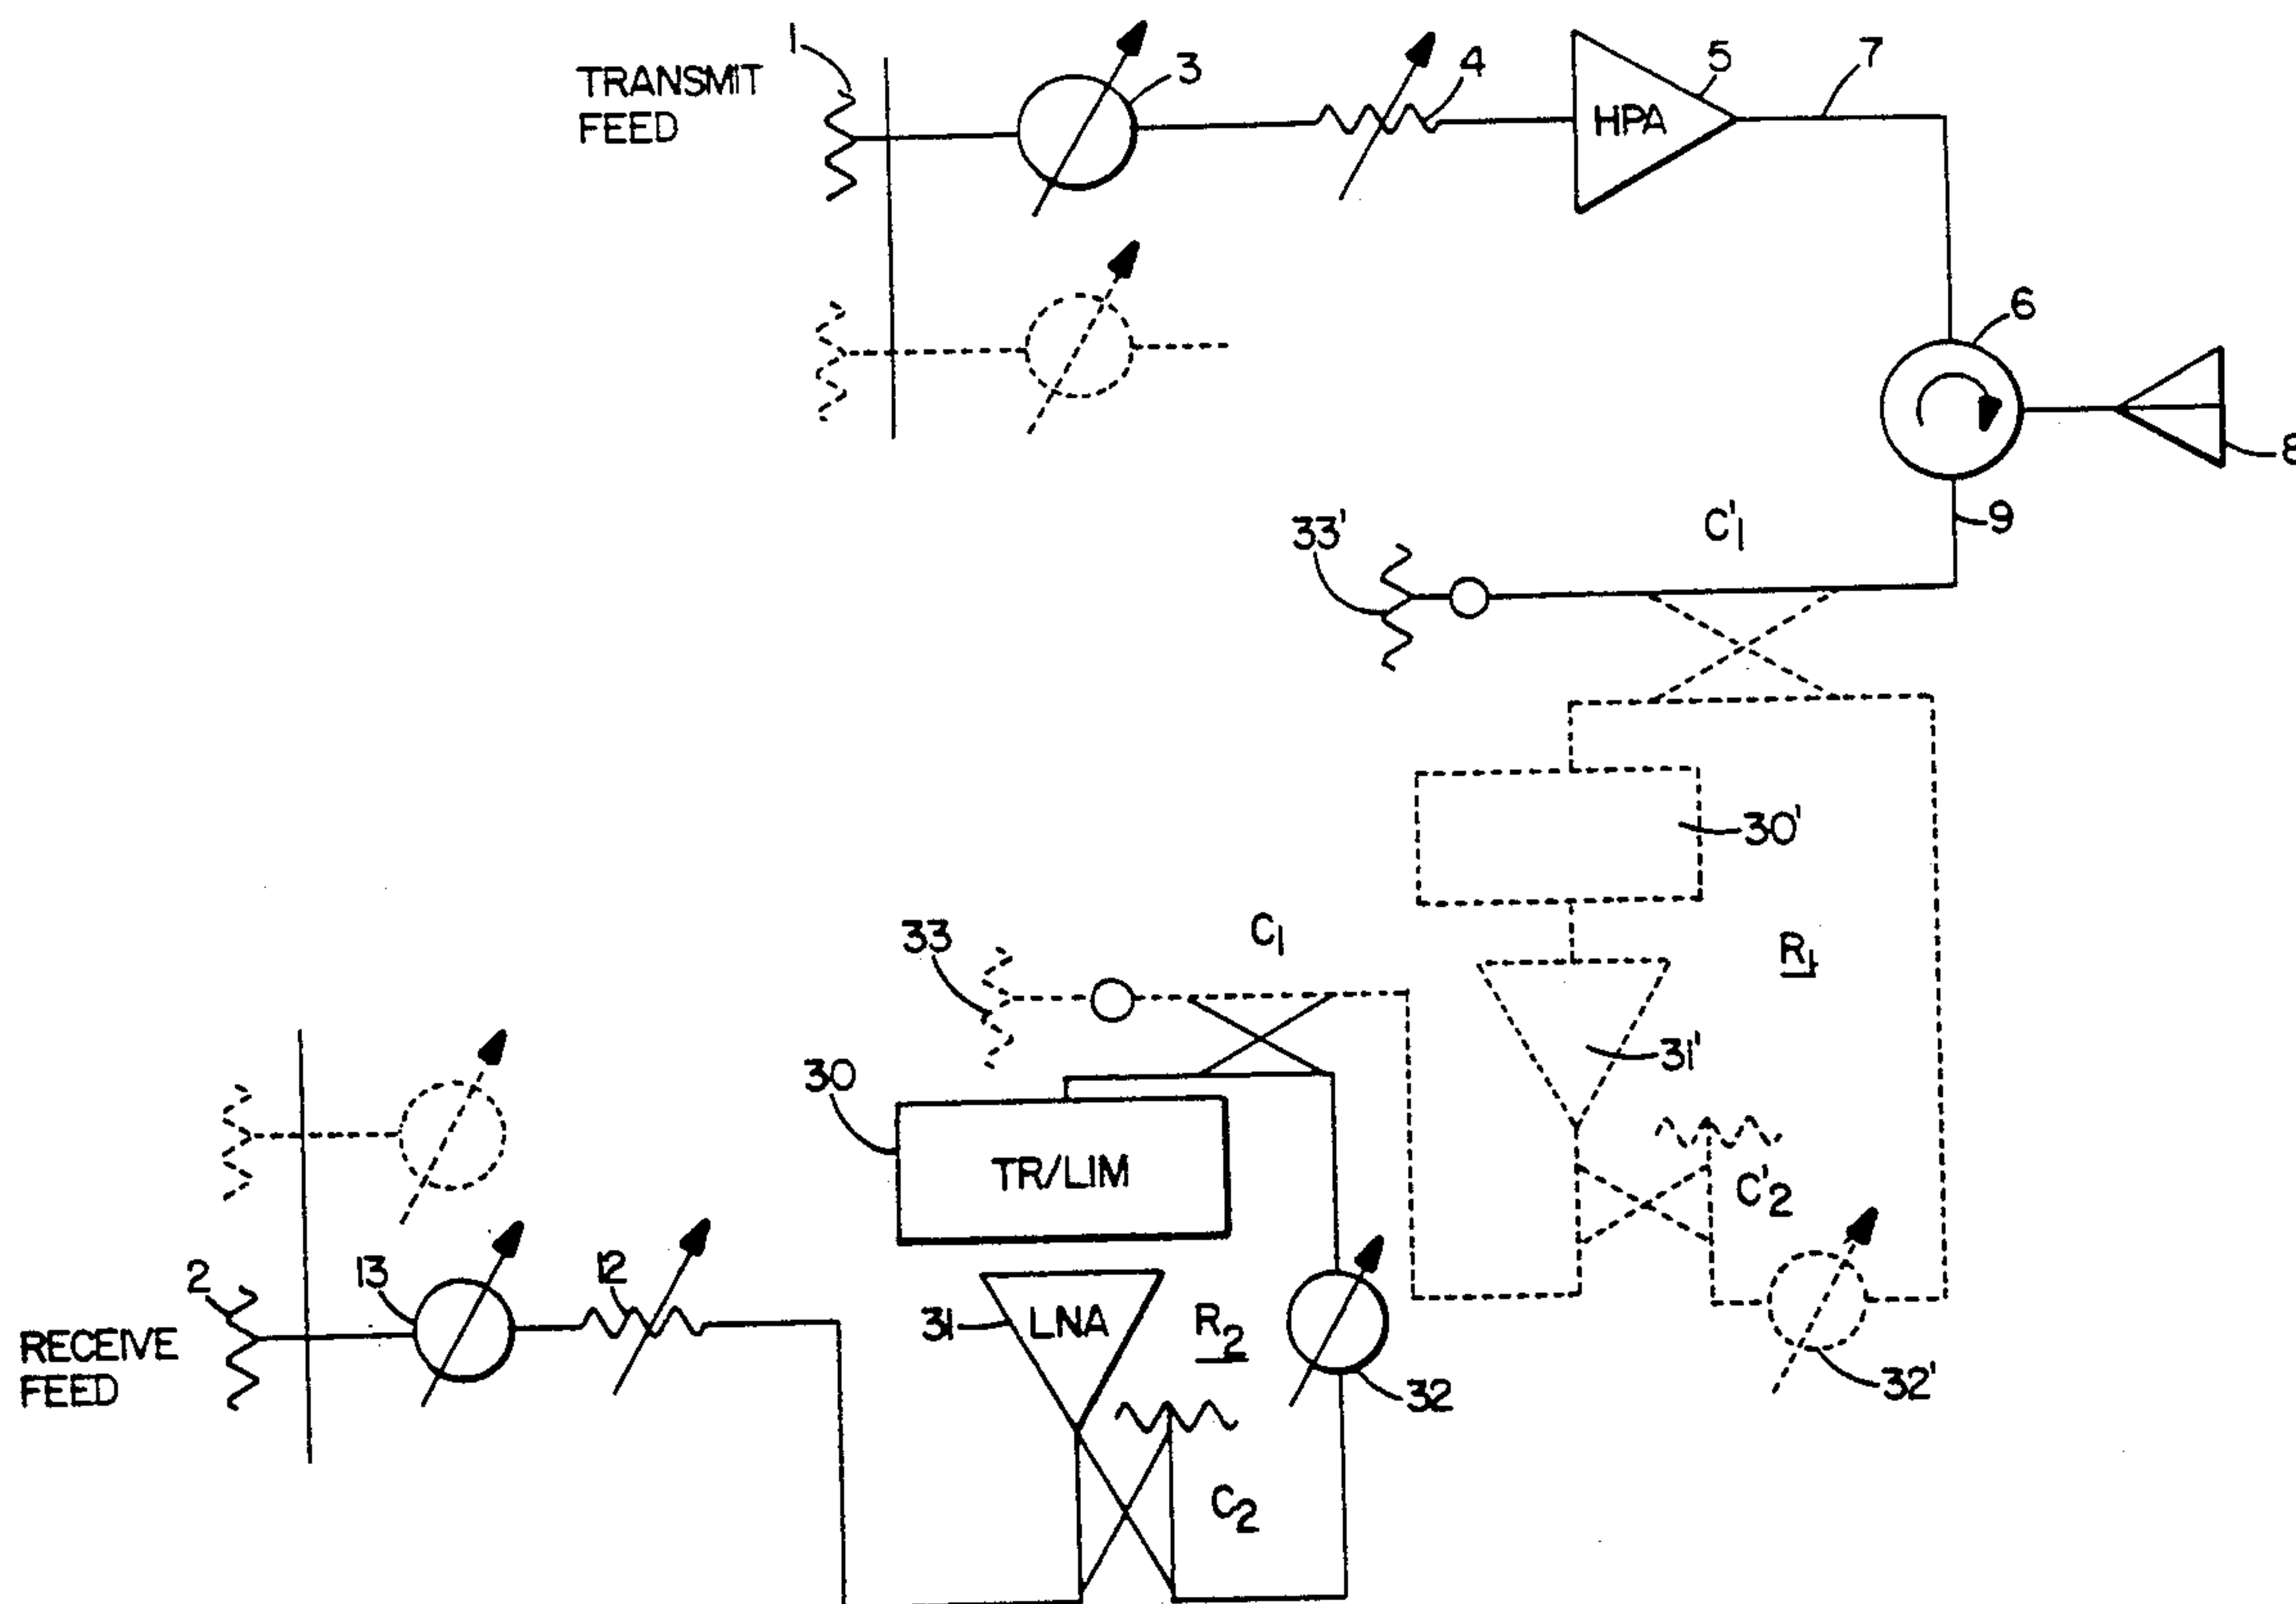 1
TRANSMIT
FEED
3
4
5
HPA
7
6
8
9
33'
C'1
30'
R1
33
C1
31'
30
TR/LIM
C'2
2
13
12
31
LNA
R2
32
32'
RECEIVE
FEED
C2